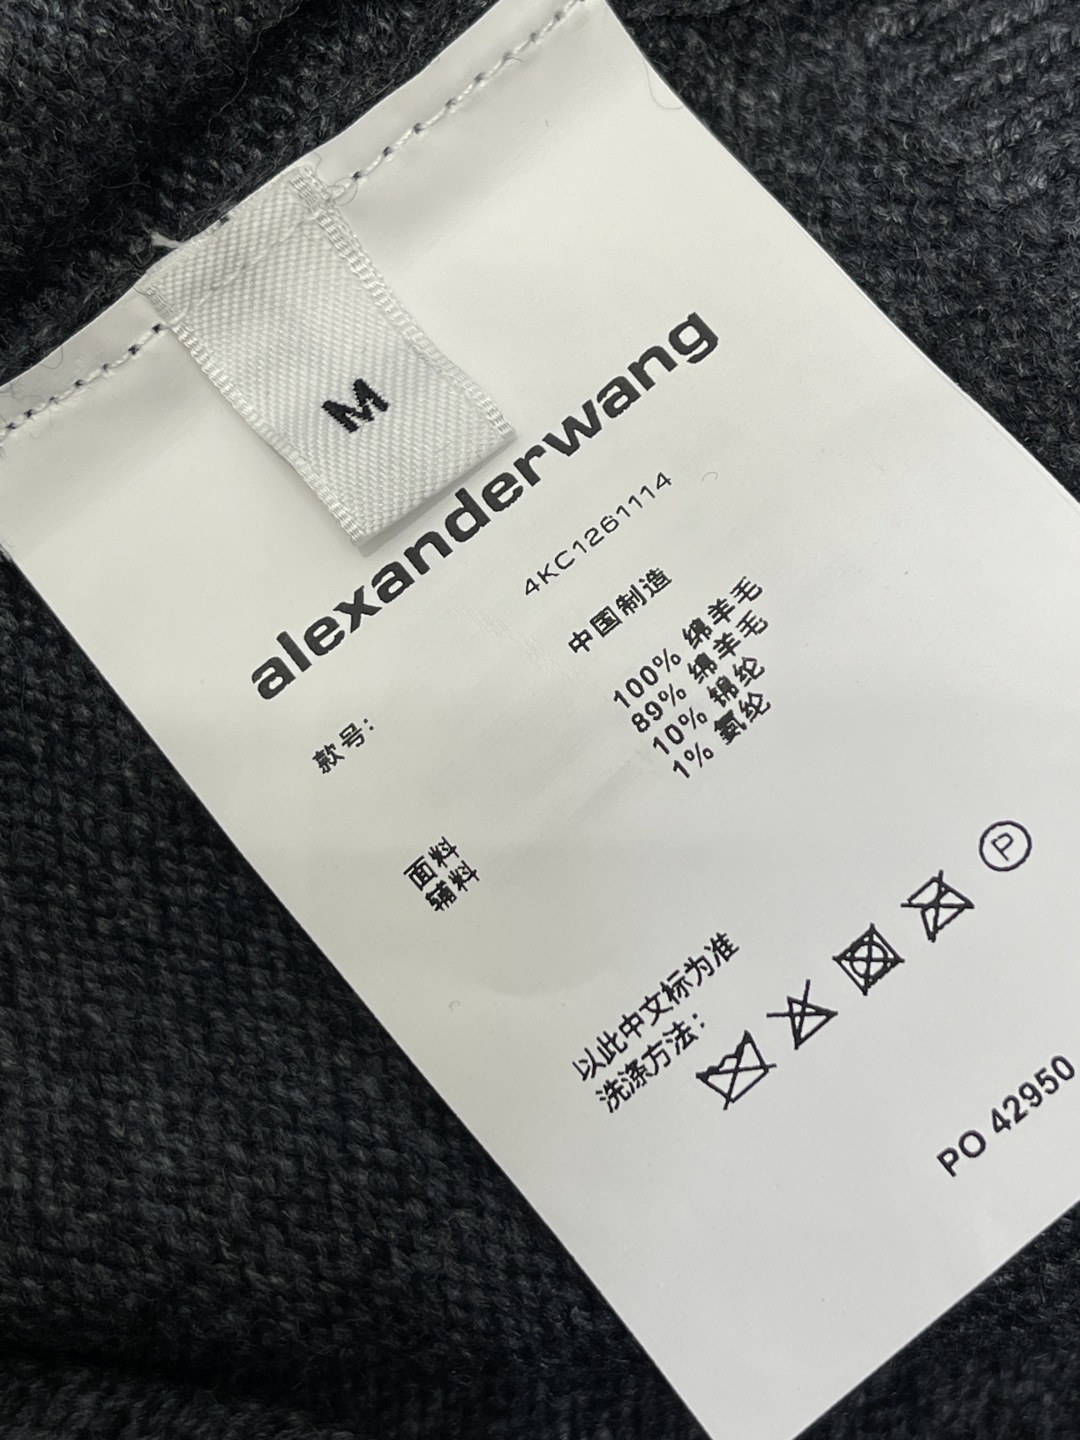 M
alexanderwang
款号:
4KC1261114
中国制造
面料
100% 绵羊毛
辅料
89% 绵羊毛
10% 锦纶
1% 氨纶
以此中文标为准
洗涤方法:
P
PO 42950